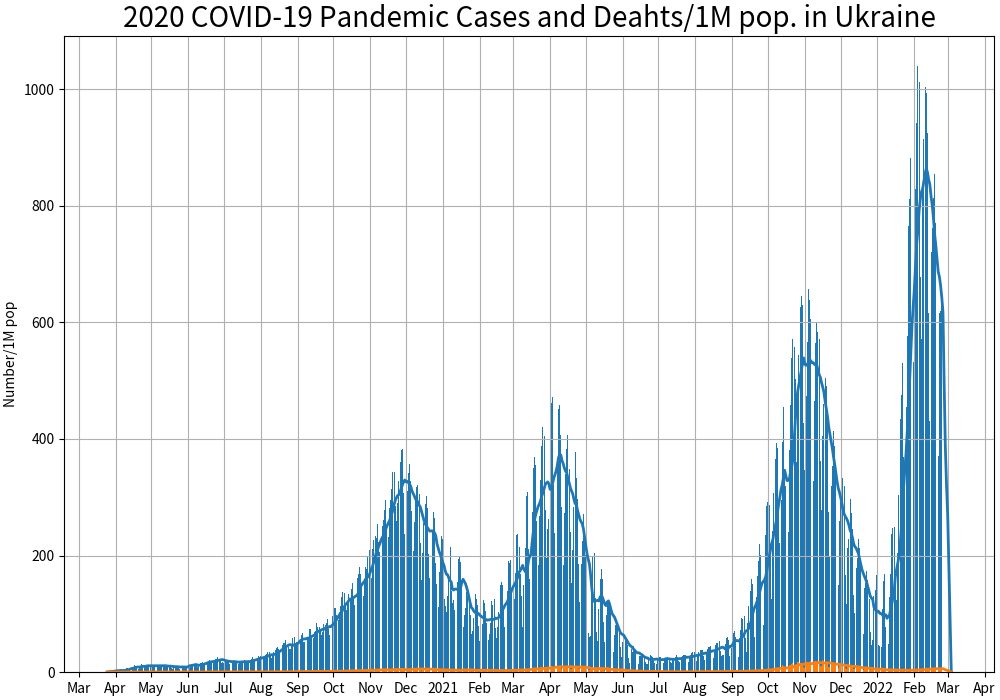 2020 COVID-19 Pandemic Cases and Deahts/1M pop. in Ukraine
Number/1M pop
1000
800
600
400
200
0
Mar Apr May Jun Jul Aug Sep Oct Nov Dec 2021 Feb Mar Apr May Jun Jul Aug Sep Oct Nov Dec 2022 Feb Mar Apr